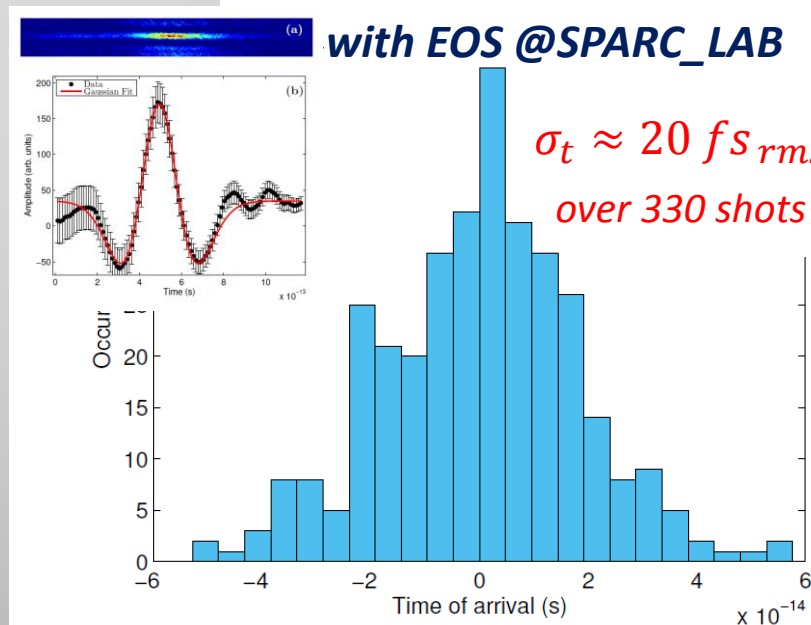 (a)
with EOS @SPARC_LAB
(b)
Data
Gaussian Fit
200
150
100
50
0
−50
Amplitude (arb. units)
0 2 4 6 8 10
Time (s)
x 10⁻¹³
σt ≈ 20 fs rms
over 330 shots
Occur
20
15
10
5
0
−6 −4 −2 0 2 4 6
Time of arrival (s)
x 10⁻¹⁴